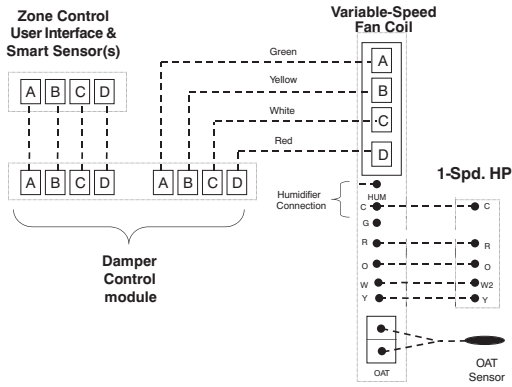 Zone Control
User Interface &
Smart Sensor(s)
Variable-Speed
Fan Coil
Green
Yellow
White
Red
A B C D
A B C D
A B C D
A
B
C
D
Damper
Control
module
Humidifier
Connection
1-Spd. HP
HUM
C
G
R
O
W
Y
C
R
O
W2
Y
OAT
OAT
Sensor